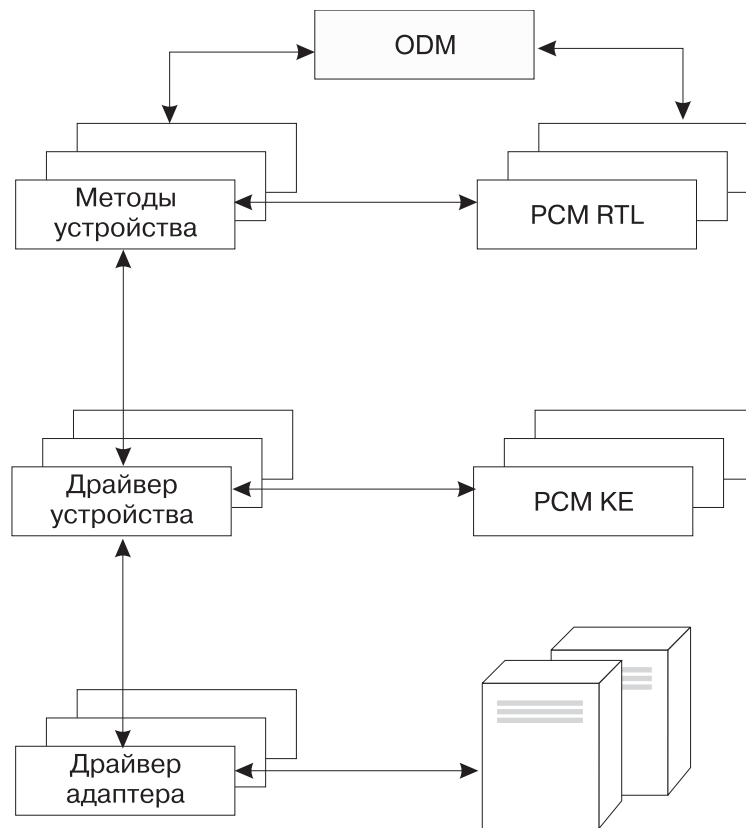 ODM
Методы
устройства
PCM RTL
Драйвер
устройства
PCM KE
Драйвер
адаптера